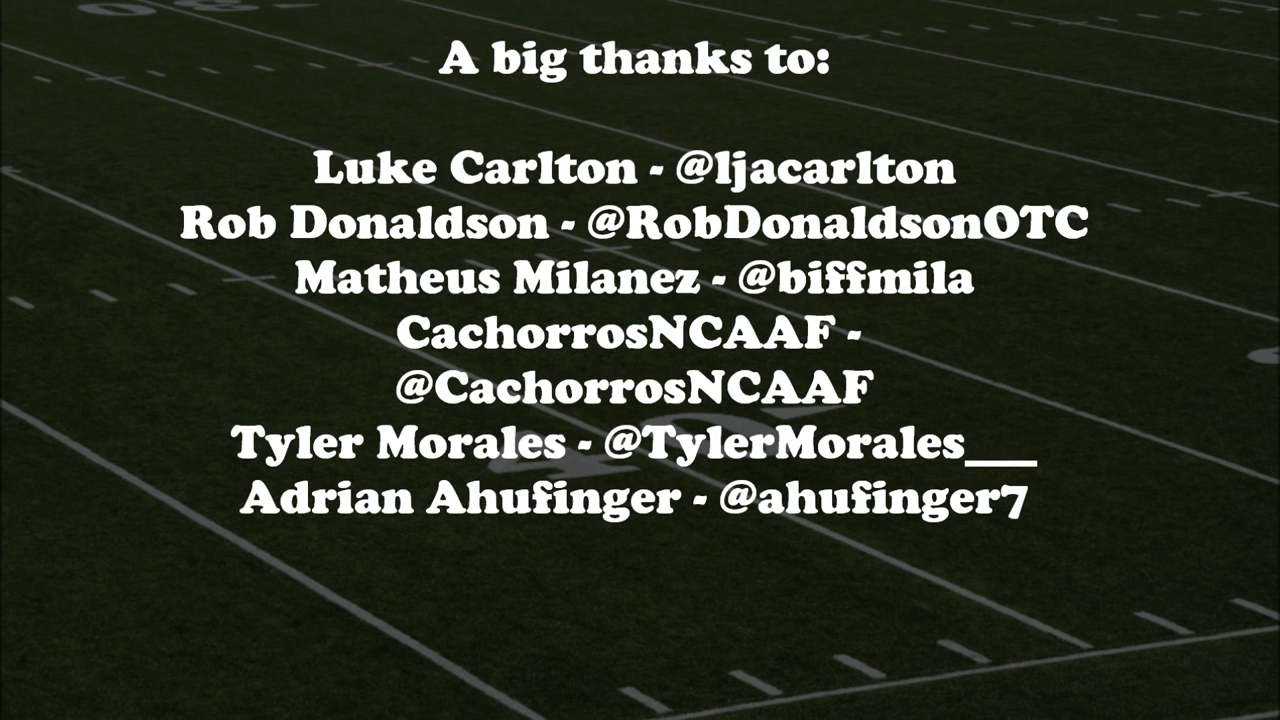 A big thanks to:
Luke Carlton - @ljacarlton
Rob Donaldson - @RobDonaldsonOTC
Matheus Milanez - @biffmila
CachorrosNCAAF -
@CachorrosNCAAF
Tyler Morales - @TylerMorales___
Adrian Ahufinger - @ahufinger7